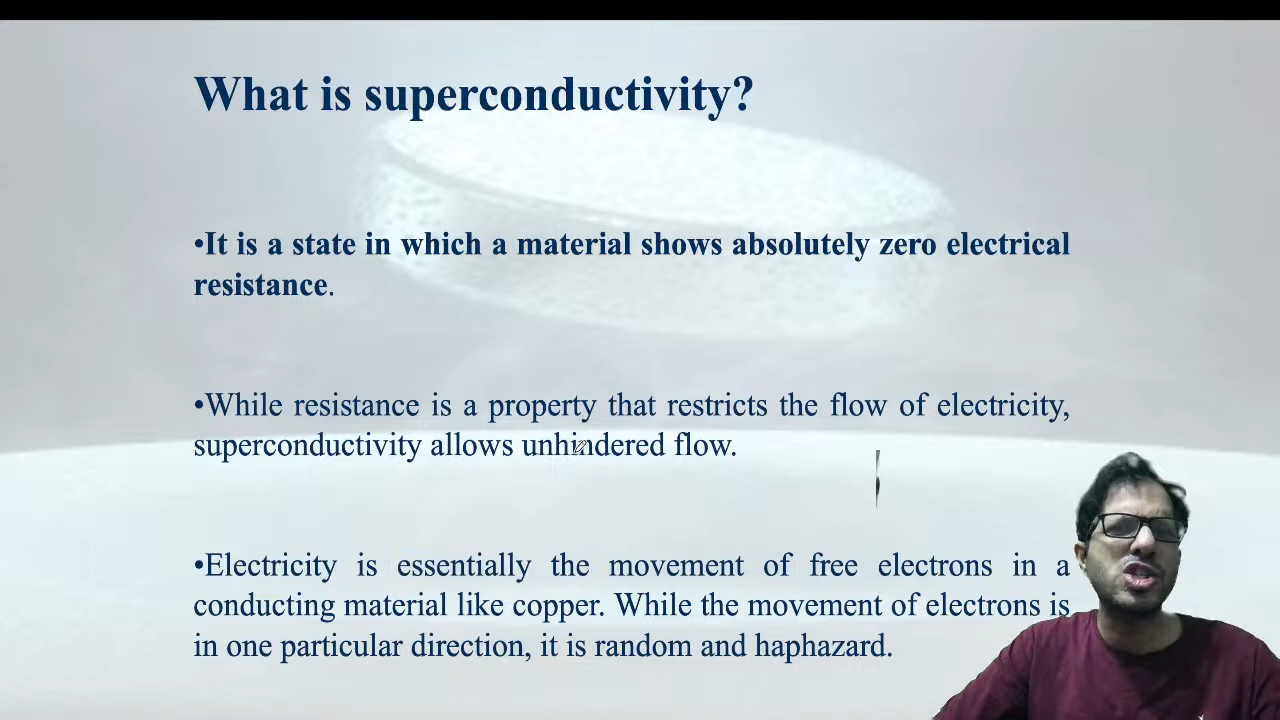 What is superconductivity?
•It is a state in which a material shows absolutely zero electrical
resistance.
•While resistance is a property that restricts the flow of electricity,
superconductivity allows unhindered flow.
•Electricity is essentially the movement of free electrons in a
conducting material like copper. While the movement of electrons is
in one particular direction, it is random and haphazard.